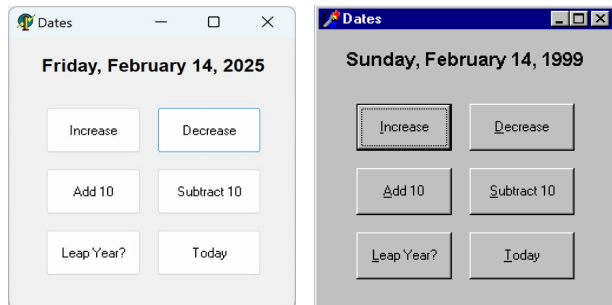 Dates
Friday, February 14, 2025
Increase Decrease
Add 10 Subtract 10
Leap Year? Today
Dates
Sunday, February 14, 1999
Increase Decrease
Add 10 Subtract 10
Leap Year? Today